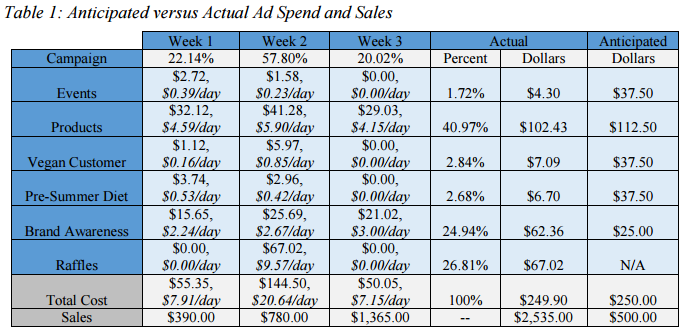 Table 1: Anticipated versus Actual Ad Spend and Sales
Week 1 Week 2 Week 3 Actual Anticipated
Campaign 22.14% 57.80% 20.02% Percent Dollars Dollars
$2.72, $1.58, $0.00,
Events $0.39/day $0.23/day $0.00/day 1.72% $4.30 $37.50
$32.12, $41.28, $29.03,
Products $4.59/day $5.90/day $4.15/day 40.97% $102.43 $112.50
$1.12, $5.97, $0.00,
Vegan Customer $0.16/day $0.85/day $0.00/day 2.84% $7.09 $37.50
$3.74, $2.96, $0.00,
Pre-Summer Diet $0.53/day $0.42/day $0.00/day 2.68% $6.70 $37.50
$15.65, $25.69, $21.02,
Brand Awareness $2.24/day $2.67/day $3.00/day 24.94% $62.36 $25.00
$0.00, $67.02, $0.00,
Raffles $0.00/day $9.57/day $0.00/day 26.81% $67.02 N/A
$55.35, $144.50, $50.05,
Total Cost $7.91/day $20.64/day $7.15/day 100% $249.90 $250.00
Sales $390.00 $780.00 $1,365.00 -- $2,535.00 $500.00